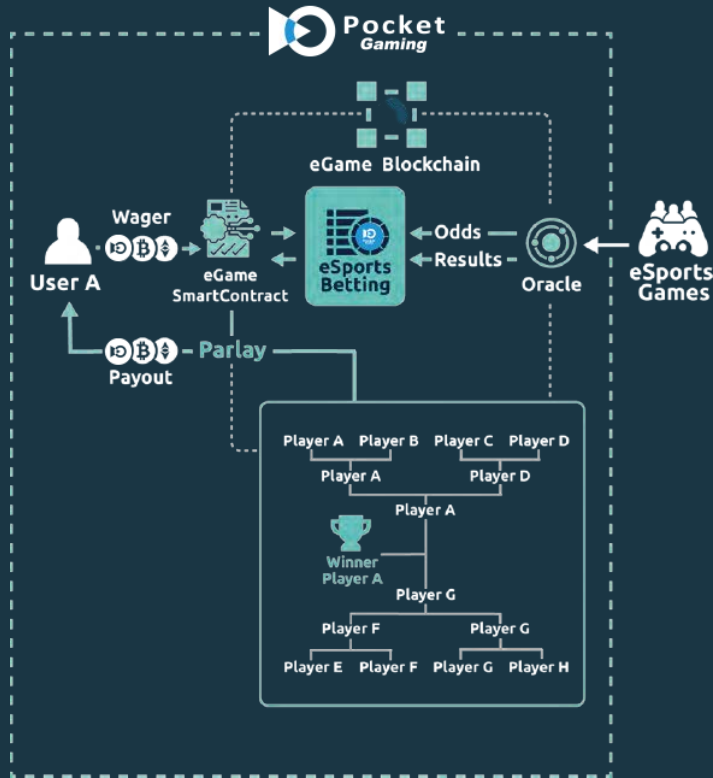 Pocket
Gaming
eGame Blockchain
Wager
User A
eGame
SmartContract
eSports
Betting
Odds
Results
Oracle
eSports
Games
Payout
Parlay
Player A Player B Player C Player D
Player A Player D
Player A
Winner
Player A
Player G
Player F Player G
Player E Player F Player G Player H